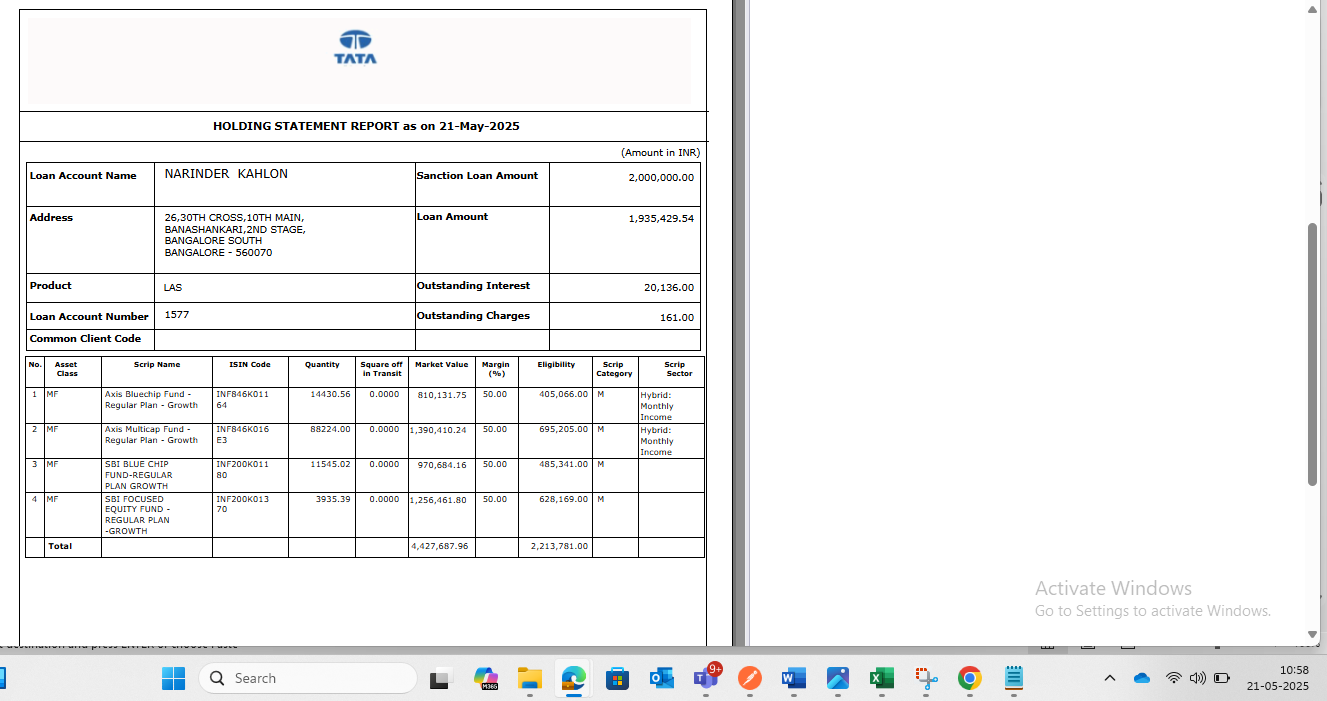 TATA
HOLDING STATEMENT REPORT as on 21-May-2025
(Amount in INR)
Loan Account Name NARINDER KAHLON Sanction Loan Amount 2,000,000.00
Address 26,30TH CROSS,10TH MAIN, Loan Amount 1,935,429.54
BANASHANKARI,2ND STAGE,
BANGALORE SOUTH
BANGALORE - 560070
Product LAS Outstanding Interest 20,136.00
Loan Account Number 1577 Outstanding Charges 161.00
Common Client Code
No. Asset Scrip Name ISIN Code Quantity Square off Market Value Margin Eligibility Scrip Scrip
Class in Transit (%) Category Sector
1 MF Axis Bluechip Fund - INF846K011 14430.56 0.0000 810,131.75 50.00 405,066.00 M Hybrid:
Regular Plan - Growth 64 Monthly
Income
2 MF Axis Multicap Fund - INF846K016 88224.00 0.0000 1,390,410.24 50.00 695,205.00 M Hybrid:
Regular Plan - Growth E3 Monthly
Income
3 MF SBI BLUE CHIP INF200K011 11545.02 0.0000 970,684.16 50.00 485,341.00 M
FUND-REGULAR 80
PLAN GROWTH
4 MF SBI FOCUSED INF200K013 3935.39 0.0000 1,256,461.80 50.00 628,169.00 M
EQUITY FUND - 70
REGULAR PLAN
-GROWTH
Total 4,427,687.96 2,213,781.00
Activate Windows
Go to Settings to activate Windows.
Search
M365
9+
10:58
21-05-2025